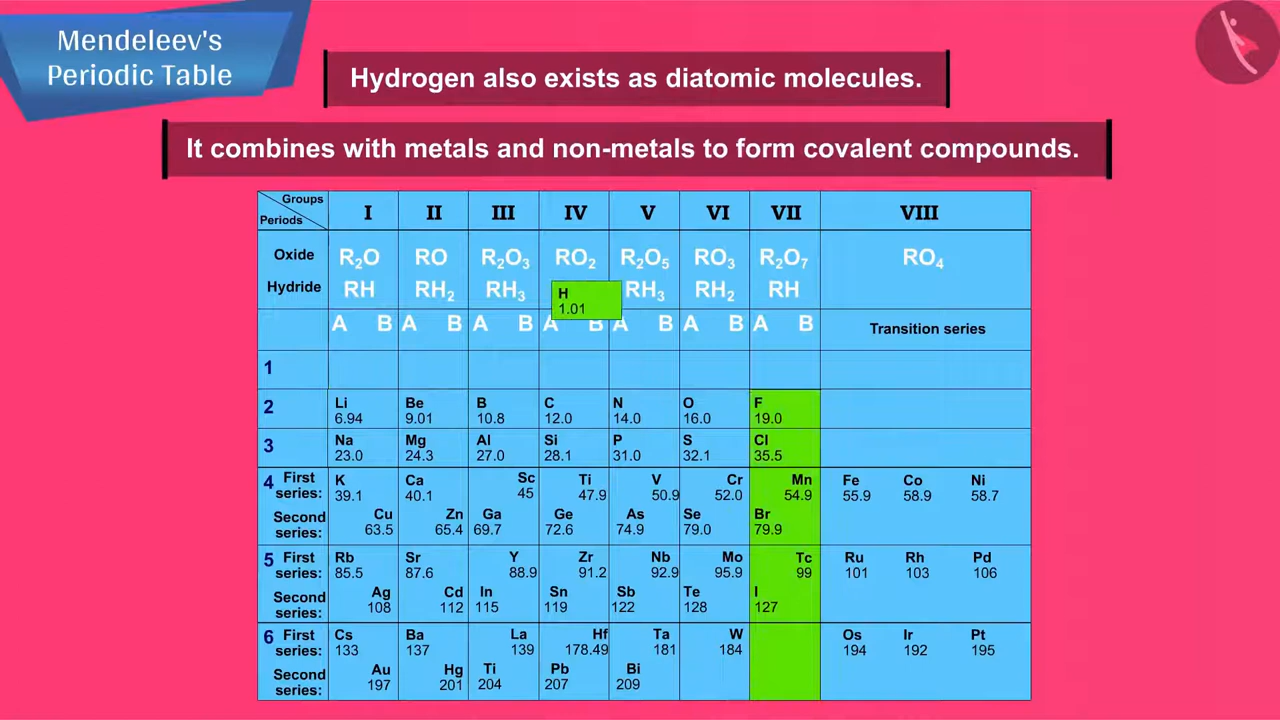 Mendeleev's
Periodic Table
Hydrogen also exists as diatomic molecules.
It combines with metals and non-metals to form covalent compounds.
Groups
Periods
I II III IV V VI VII VIII
Oxide R₂O RO R₂O₃ RO₂ R₂O₅ RO₃ R₂O₇ RO₄
Hydride RH RH₂ RH₃ RH₃ RH₂ RH
H
1.01
A B A B A B A B A B A B A B Transition series
1
2 Li Be B C N O F
6.94 9.01 10.8 12.0 14.0 16.0 19.0
3 Na Mg Al Si P S Cl
23.0 24.3 27.0 28.1 31.0 32.1 35.5
4 First series: K Ca Sc Ti V Cr Mn Fe Co Ni
39.1 40.1 45 47.9 50.9 52.0 54.9 55.9 58.9 58.7
Second series: Cu Zn Ga Ge As Se Br
63.5 65.4 69.7 72.6 74.9 79.0 79.9
5 First series: Rb Sr Y Zr Nb Mo Tc Ru Rh Pd
85.5 87.6 88.9 91.2 92.9 95.9 99 101 103 106
Second series: Ag Cd In Sn Sb Te I
108 112 115 119 122 128 127
6 First series: Cs Ba La Hf Ta W Os Ir Pt
133 137 139 178.49 181 184 194 192 195
Second series: Au Hg Ti Pb Bi
197 201 204 207 209